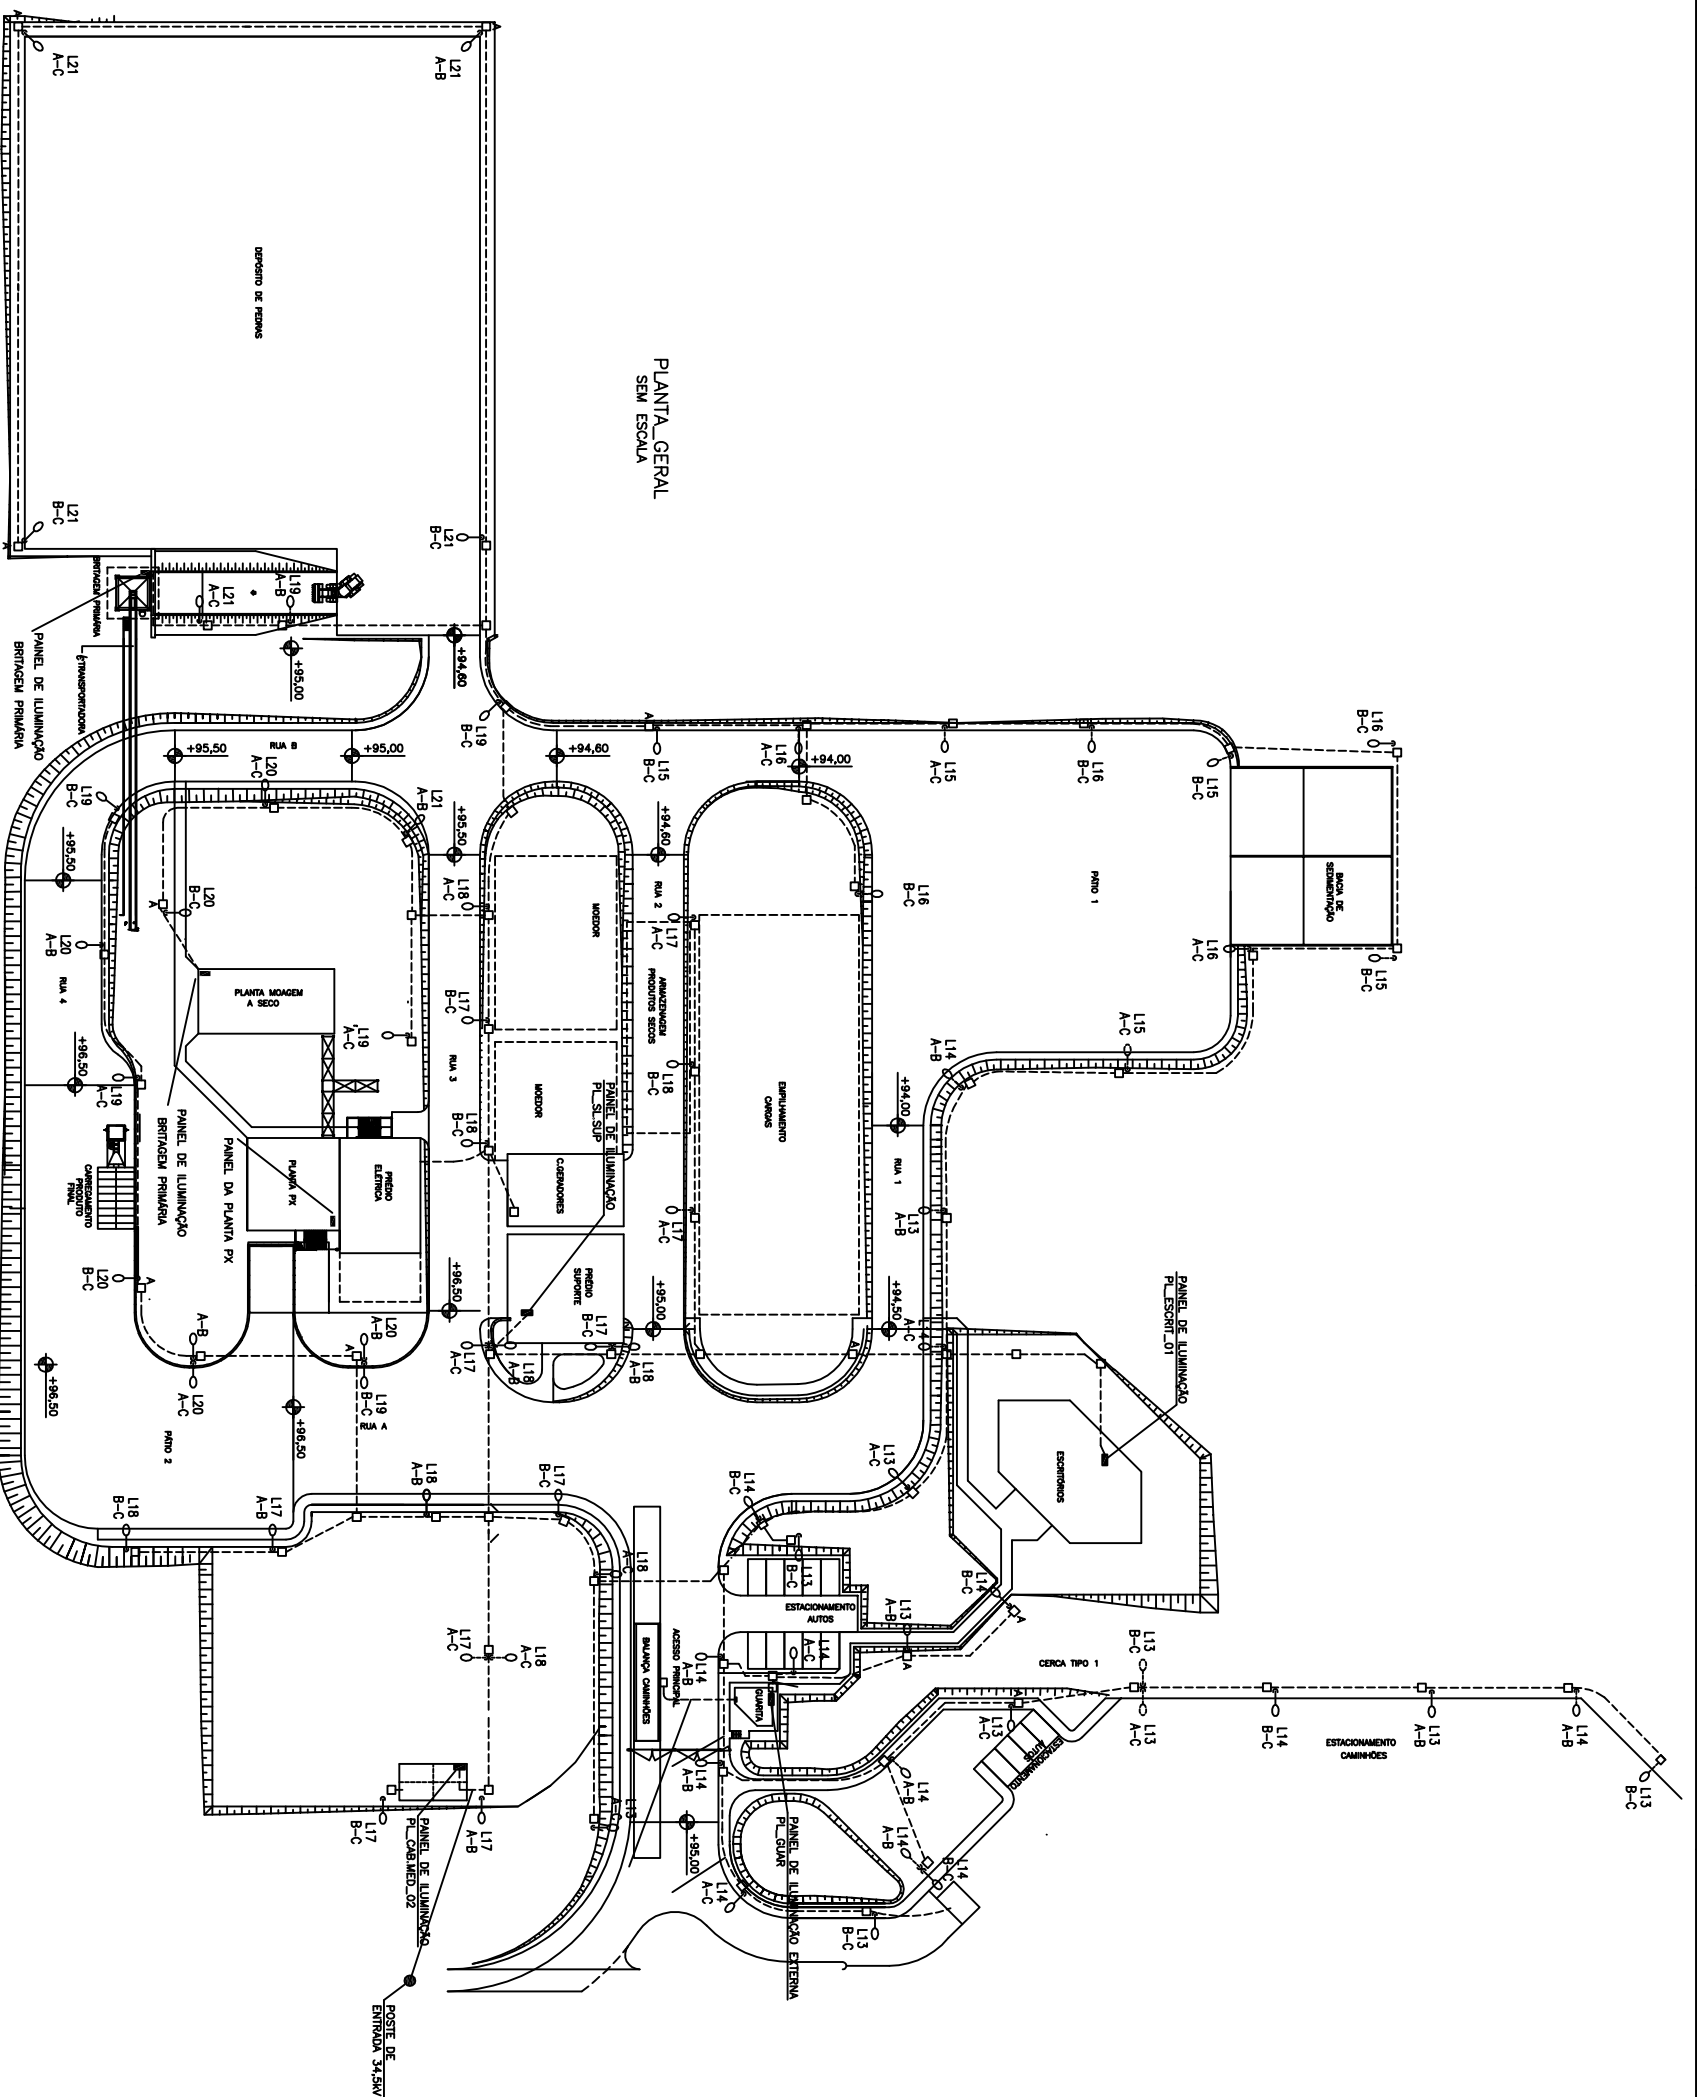 L13
B-C
L14
A-B
L13
A-B
L14
B-C
L13
A-C
L13
B-C
ESTACIONAMENTO
CAMINHÕES
L16
B-C
L15
B-C
BACIA DE
SEDIMENTAÇÃO
L15
B-C
L16
A-C
PAINEL DE ILUMINAÇÃO
PL_ESCRIT_01
L15
A-C
L16
B-C
PÁTIO 1
ESCRITÓRIOS
CERCA TIPO 1
ESTACIONAMENTO
AUTOS
A
L13
A-C
L14
B-C
A
L14
B-C
L15
A-C
L14
A-B
L14
A-B
L14
A-B
L16
B-C
L13
A-B
RUA 1
+94,00
+94,50
L14
A-C
L13
A-C
L13
A-B
A
L13
B-C
+94,00
L16
A-C
A
L14
A-C
L13
B-C
ESTACIONAMENTO
AUTOS
EMPILHAMENTO
CARGAS
GUARITA
PAINEL DE ILUMINAÇÃO EXTERNA
PL_GUAR
L14
B-C
L14
A-C
L14
A-B
L14
A-B
ACESSO PRINCIPAL
+95,00
PLANTA_GERAL
SEM ESCALA
A
L15
B-C
+94,60
RUA 2
L17
A-C
ARMAZENAGEM
PRODUTOS SECOS
L18
B-C
L17
A-C
+95,00
BALANÇA CAMINHÕES
L18
A-C
L13
A-C
PAINEL DE ILUMINAÇÃO
PL_SL.SUP
L18
A-B
L17
B-C
MOEDOR
MOEDOR
C.GERADORES
PRÉDIO
SUPORTE
L17
B-C
+94,60
L18
A-B
L18
A-C
A
L21
A-B
L21
B-C
+94,60
L19
B-C
+95,50
L18
A-C
L17
B-C
RUA 3
L18
B-C
+96,50
L17
A-C
L17
A-C
L17
A-B
L18
A-B
PAINEL DE ILUMINAÇÃO
PL_CAB.MED_02
L21
A-B
+95,00
L19
A-C
PRÉDIO
ELÉTRICA
L20
A-B
L19
B-C
RUA A
A
L17
B-C
POSTE DE
ENTRADA 34,5kV
L19
A-B
+95,00
RUA B
L20
A-C
PLANTA MOAGEM
A SECO
PLANTA PX
+96,50
L17
A-B
DEPÓSITO DE PEDRAS
L21
A-C
+95,50
L20
B-C
A
PAINEL DA PLANTA PX
L20
A-B
L20
A-C
PAINEL DE ILUMINAÇÃO
BRITAGEM PRIMÁRIA
PÁTIO 2
L18
B-C
L19
A-C
L20
B-C
A
CARREGAMENTO
PRODUTO
FINAL
BRITAGEM PRIMÁRIA
TRANSPORTADORA
L19
B-C
L20
A-B
RUA 4
+95,50
+96,50
+96,50
A
L21
A-C
L21
B-C
A
PAINEL DE ILUMINAÇÃO
BRITAGEM PRIMÁRIA